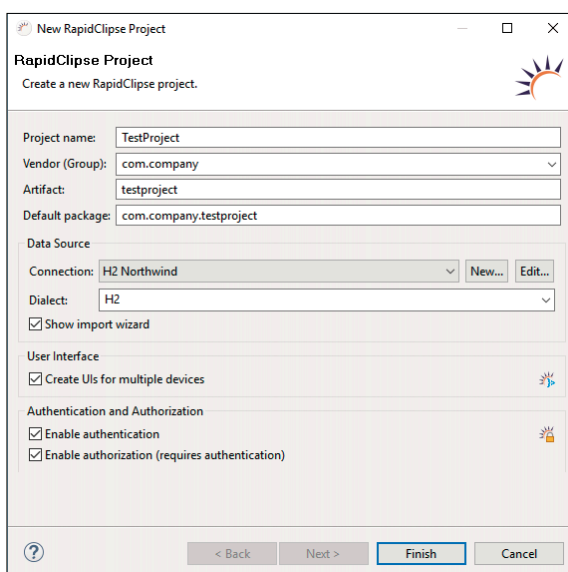 New RapidClipse Project
RapidClipse Project
Create a new RapidClipse project.
Project name: TestProject
Vendor (Group): com.company
Artifact: testproject
Default package: com.company.testproject
Data Source
Connection: H2 Northwind New... Edit...
Dialect: H2
Show import wizard
User Interface
Create UIs for multiple devices
Authentication and Authorization
Enable authentication
Enable authorization (requires authentication)
? < Back Next > Finish Cancel